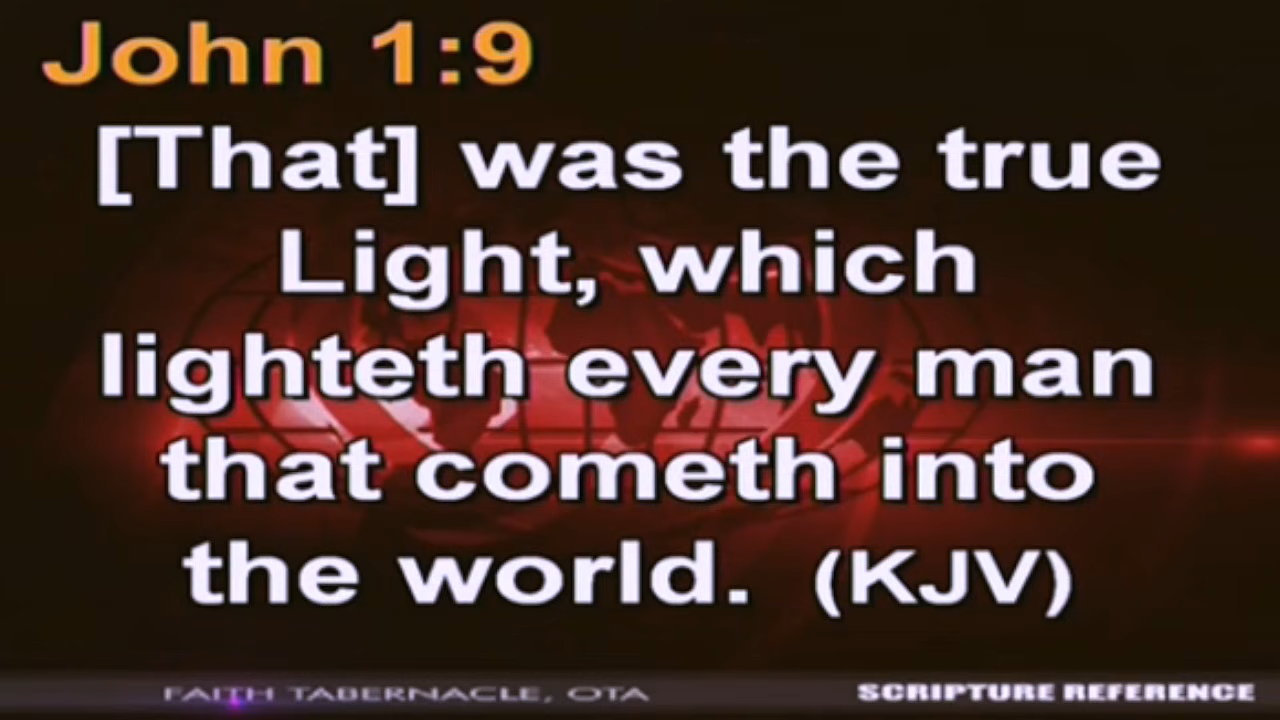 John 1:9
[That] was the true
Light, which
lighteth every man
that cometh into
the world. (KJV)
FAITH TABERNACLE, OTA
SCRIPTURE REFERENCE